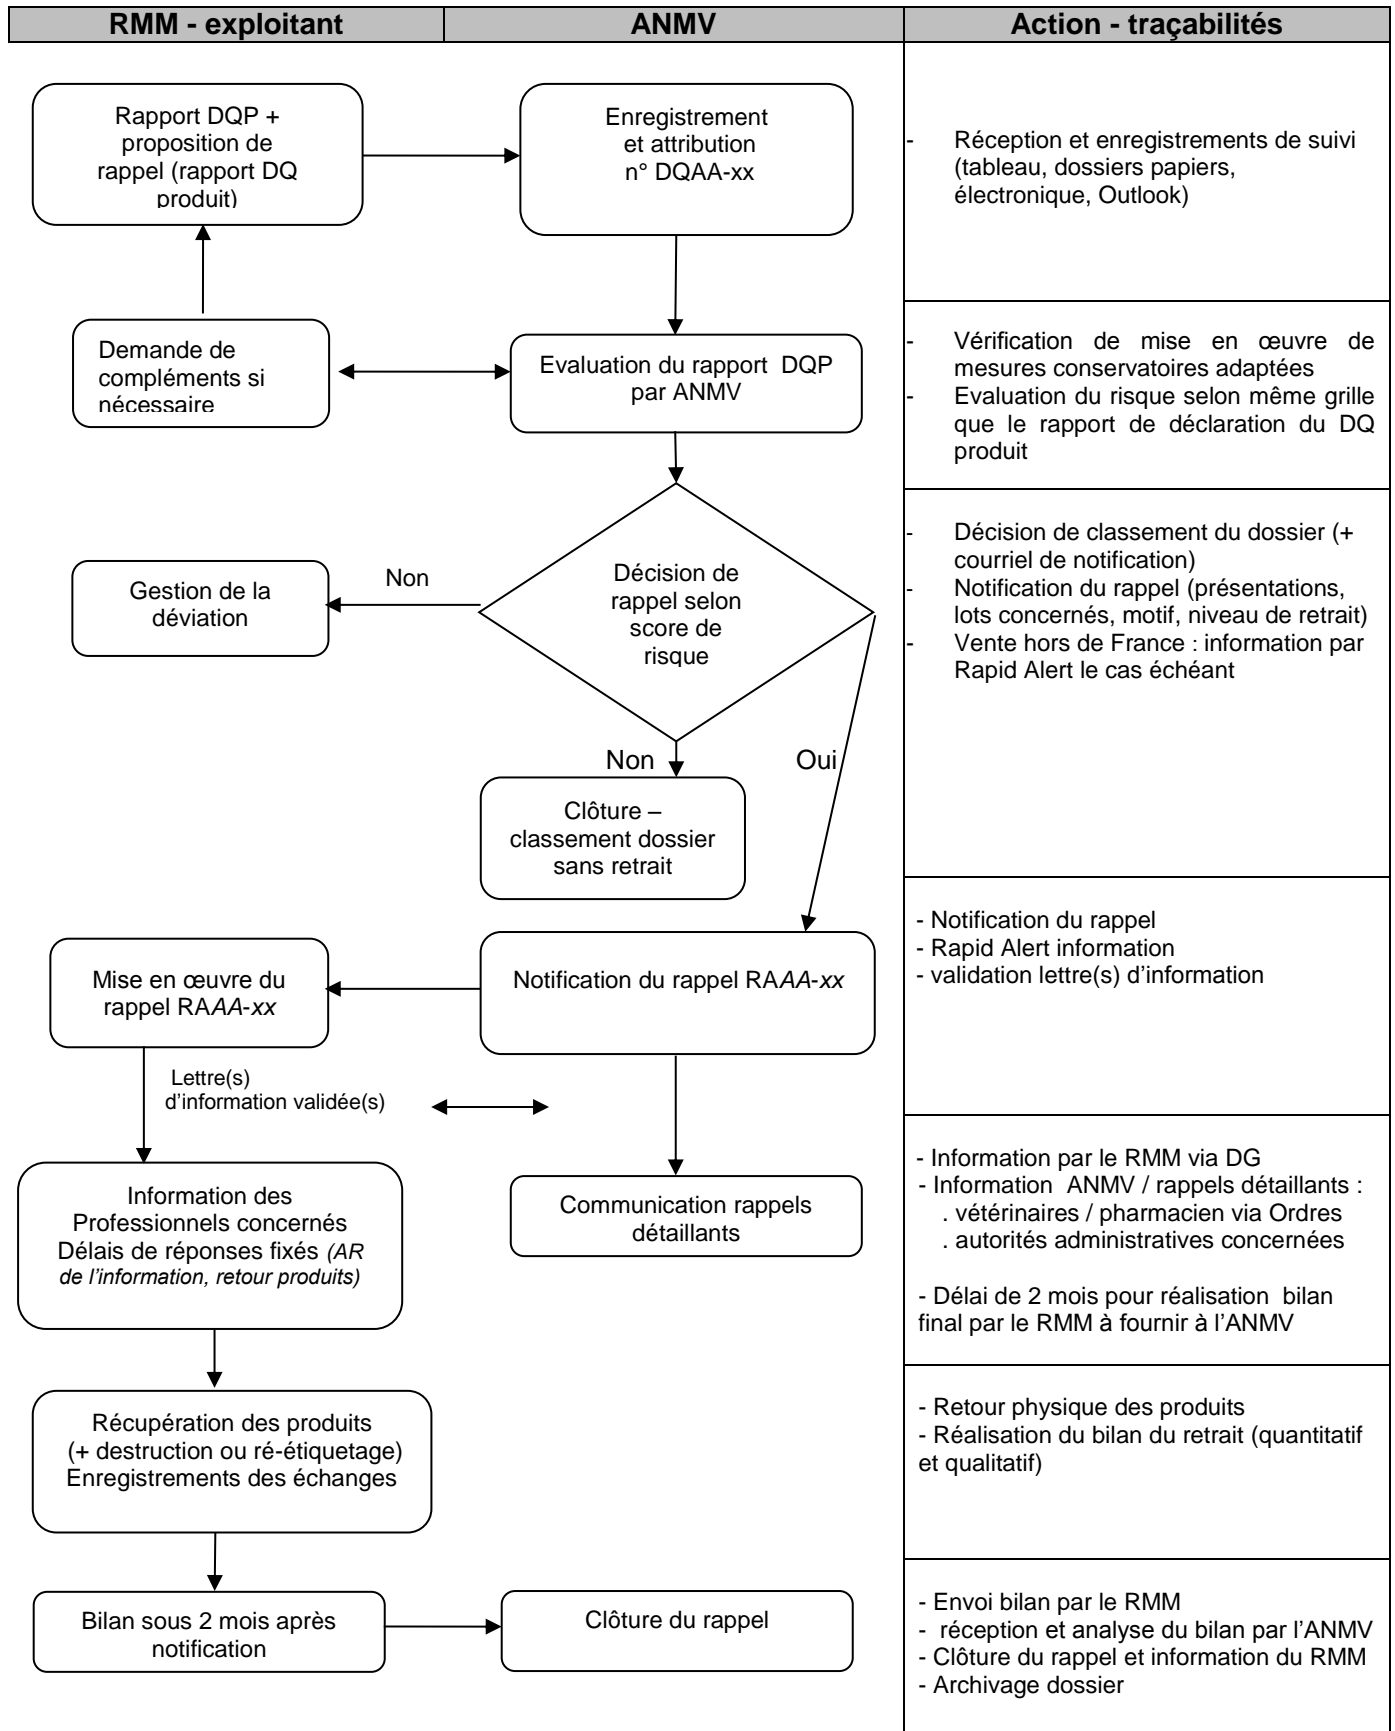 RMM - exploitant
ANMV
Action - traçabilités
Rapport DQP +
proposition de
rappel (rapport DQ
produit)
Enregistrement
et attribution
n° DQAA-xx
- Réception et enregistrements de suivi
(tableau, dossiers papiers,
électronique, Outlook)
Demande de
compléments si
nécessaire
Evaluation du rapport DQP
par ANMV
- Vérification de mise en œuvre de
mesures conservatoires adaptées
- Evaluation du risque selon même grille
que le rapport de déclaration du DQ
produit
Gestion de la
déviation
Non
Décision de
rappel selon
score de
risque
- Décision de classement du dossier (+
courriel de notification)
- Notification du rappel (présentations,
lots concernés, motif, niveau de retrait)
- Vente hors de France : information par
Rapid Alert le cas échéant
Non
Oui
Clôture –
classement dossier
sans retrait
Mise en œuvre du
rappel RAAA-xx
Notification du rappel RAAA-xx
- Notification du rappel
- Rapid Alert information
- validation lettre(s) d'information
Lettre(s)
d'information validée(s)
Information des
Professionnels concernés
Délais de réponses fixés (AR
de l'information, retour produits)
Communication rappels
détaillants
- Information par le RMM via DG
- Information ANMV / rappels détaillants :
. vétérinaires / pharmacien via Ordres
. autorités administratives concernées
- Délai de 2 mois pour réalisation bilan
final par le RMM à fournir à l'ANMV
Récupération des produits
(+ destruction ou ré-étiquetage)
Enregistrements des échanges
- Retour physique des produits
- Réalisation du bilan du retrait (quantitatif
et qualitatif)
Bilan sous 2 mois après
notification
Clôture du rappel
- Envoi bilan par le RMM
- réception et analyse du bilan par l'ANMV
- Clôture du rappel et information du RMM
- Archivage dossier